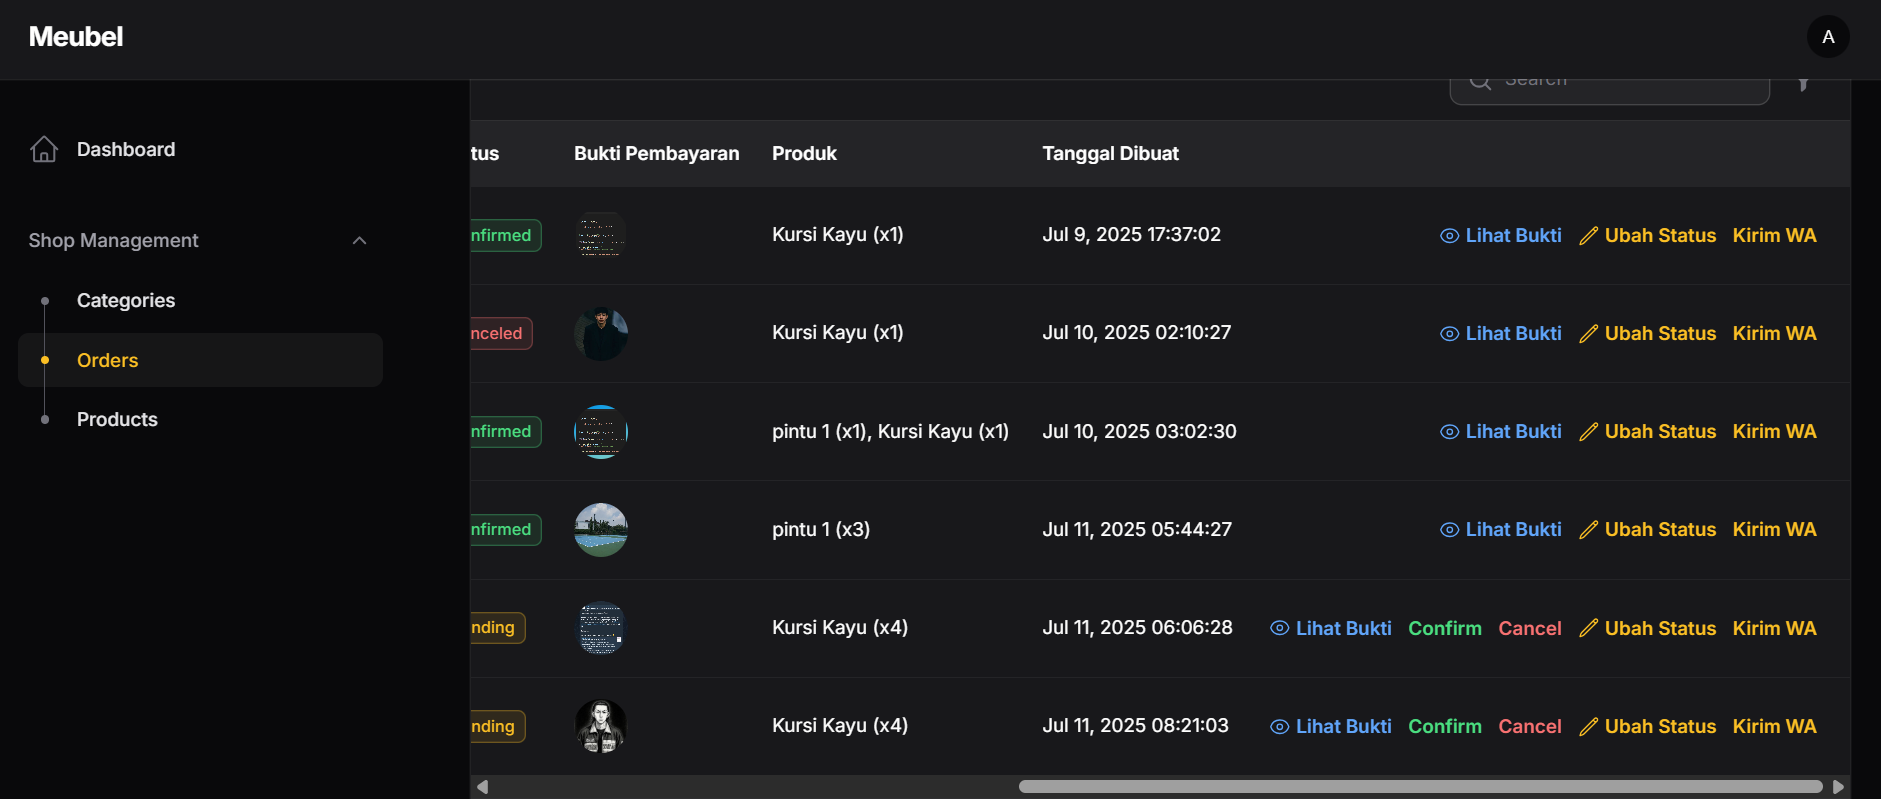 Meubel
A
Search
Dashboard
Shop Management
Categories
Orders
Products
tus Bukti Pembayaran Produk Tanggal Dibuat
nfirmed Kursi Kayu (x1) Jul 9, 2025 17:37:02 Lihat Bukti Ubah Status Kirim WA
nceled Kursi Kayu (x1) Jul 10, 2025 02:10:27 Lihat Bukti Ubah Status Kirim WA
nfirmed pintu 1 (x1), Kursi Kayu (x1) Jul 10, 2025 03:02:30 Lihat Bukti Ubah Status Kirim WA
nfirmed pintu 1 (x3) Jul 11, 2025 05:44:27 Lihat Bukti Ubah Status Kirim WA
nding Kursi Kayu (x4) Jul 11, 2025 06:06:28 Lihat Bukti Confirm Cancel Ubah Status Kirim WA
nding Kursi Kayu (x4) Jul 11, 2025 08:21:03 Lihat Bukti Confirm Cancel Ubah Status Kirim WA